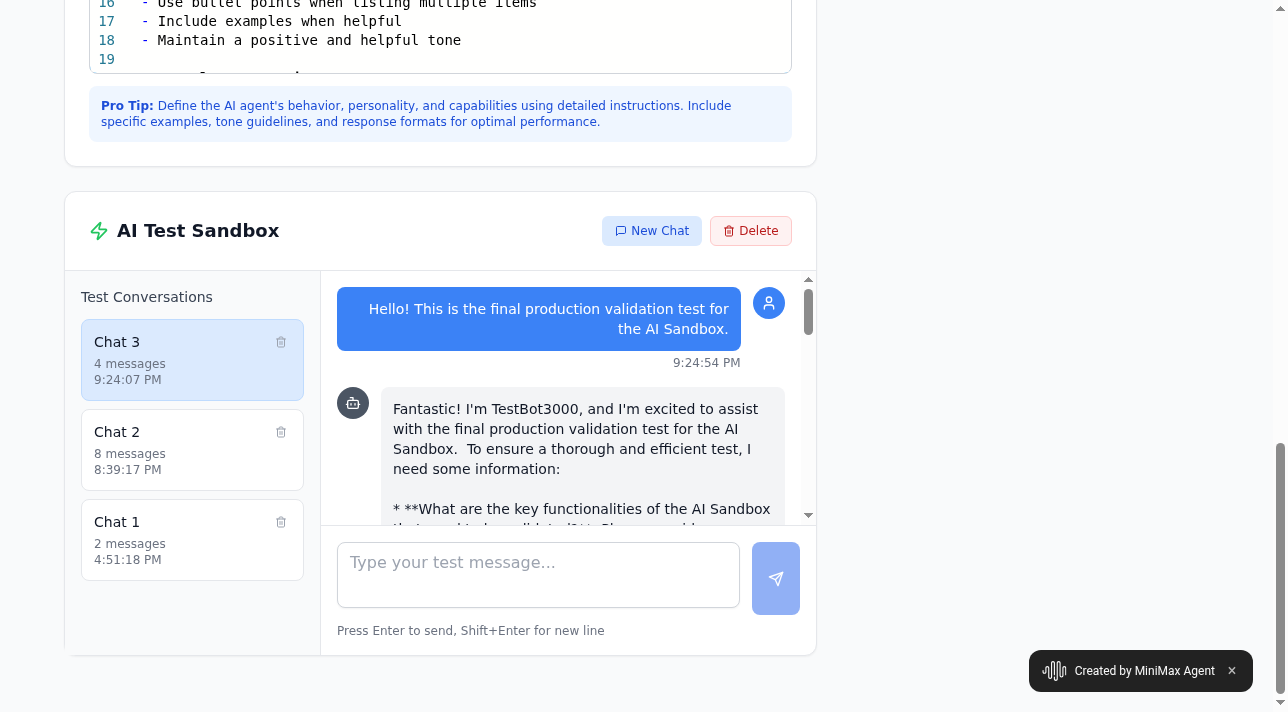 16 - Use bullet points when listing multiple items
17 - Include examples when helpful
18 - Maintain a positive and helpful tone
19
Pro Tip: Define the AI agent's behavior, personality, and capabilities using detailed instructions. Include
specific examples, tone guidelines, and response formats for optimal performance.
AI Test Sandbox
New Chat
Delete
Test Conversations
Chat 3
4 messages
9:24:07 PM
Chat 2
8 messages
8:39:17 PM
Chat 1
2 messages
4:51:18 PM
Hello! This is the final production validation test for
the AI Sandbox.
9:24:54 PM
Fantastic! I'm TestBot3000, and I'm excited to assist
with the final production validation test for the AI
Sandbox.  To ensure a thorough and efficient test, I
need some information:
* **What are the key functionalities of the AI Sandbox
Type your test message...
Press Enter to send, Shift+Enter for new line
Created by MiniMax Agent ×